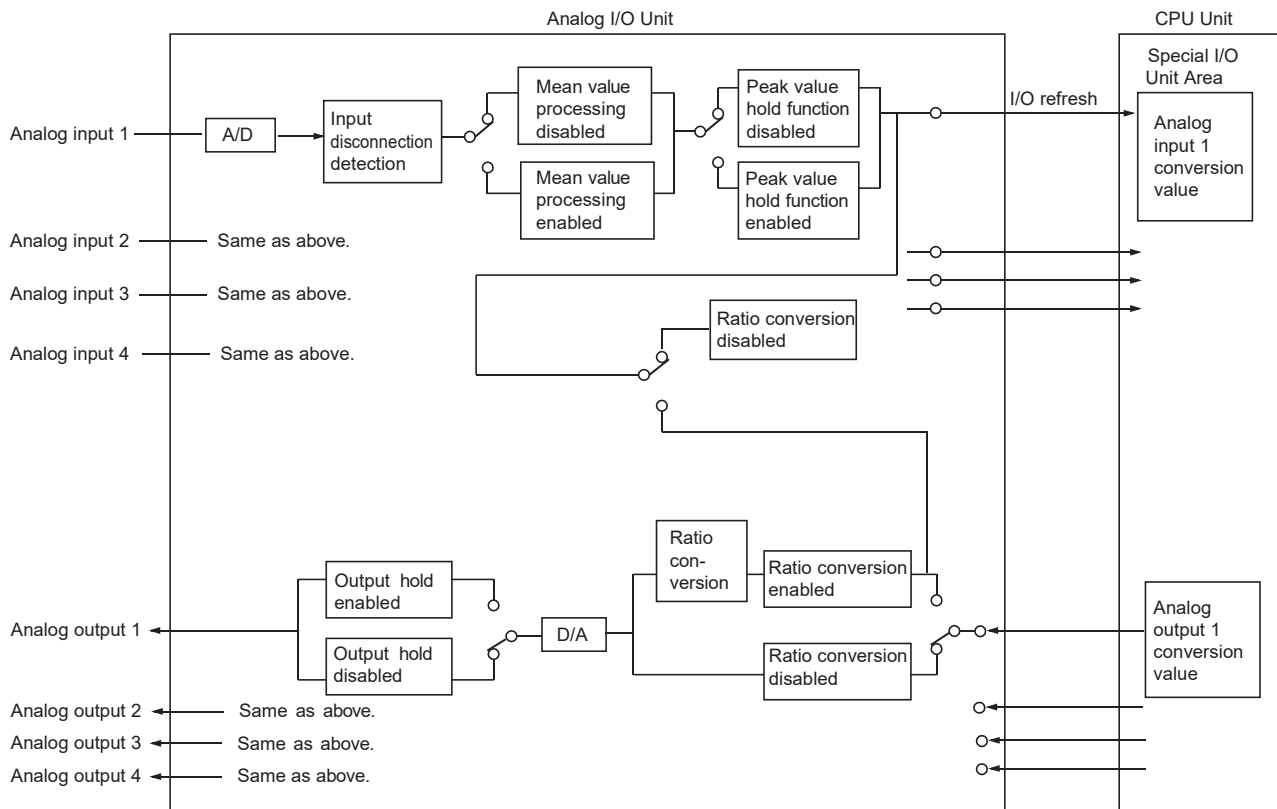 Analog I/O Unit
CPU Unit
Special I/O
Unit Area
I/O refresh
Analog input 1
A/D
Input
disconnection
detection
Mean value
processing
disabled
Mean value
processing
enabled
Peak value
hold function
disabled
Peak value
hold function
enabled
Analog
input 1
conversion
value
Analog input 2
Same as above.
Analog input 3
Same as above.
Analog input 4
Same as above.
Ratio conversion
disabled
Ratio
con-
version
Ratio conversion
enabled
Ratio conversion
disabled
D/A
Output hold
enabled
Output hold
disabled
Analog output 1
Analog
output 1
conversion
value
Analog output 2
Same as above.
Analog output 3
Same as above.
Analog output 4
Same as above.